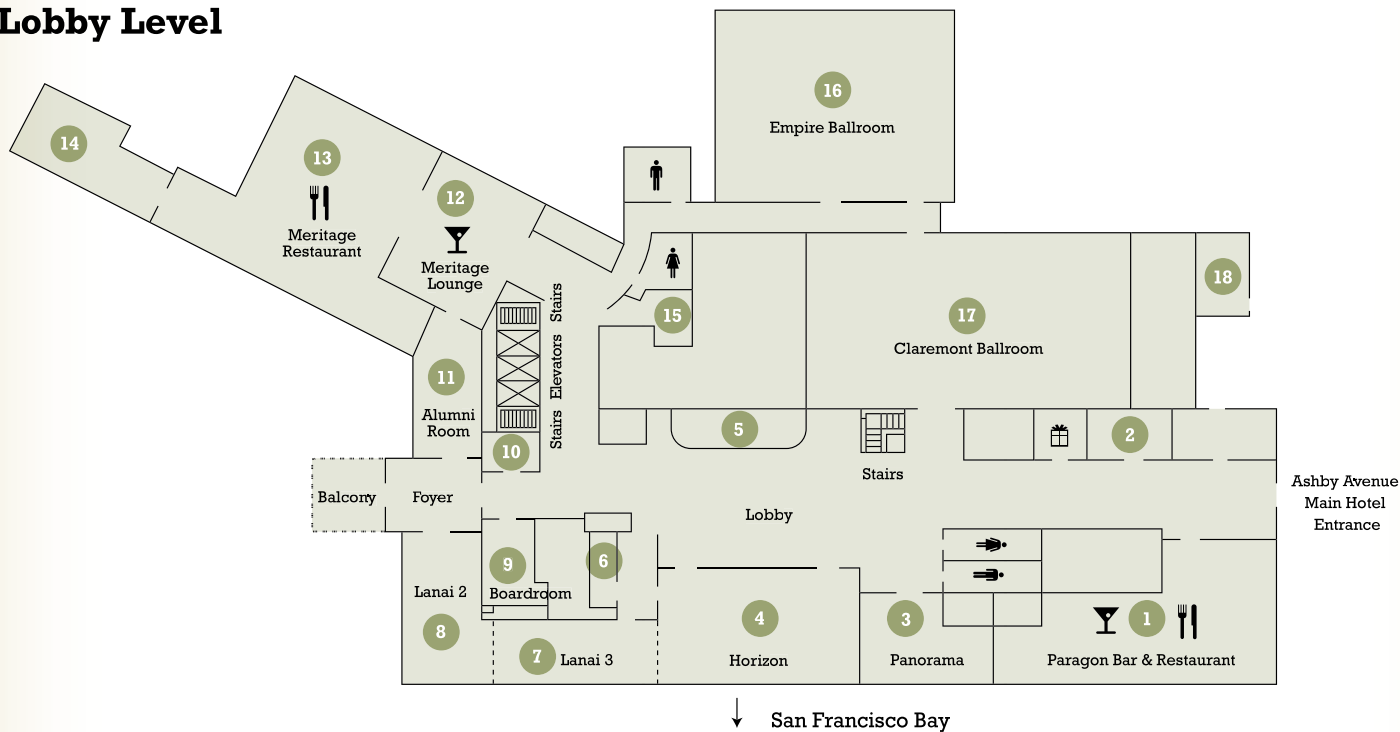 Lobby Level
16
Empire Ballroom
14
13
Meritage
Restaurant
12
Meritage
Lounge
Stairs
Elevators
Stairs
15
17
Claremont Ballroom
18
11
Alumni
Room
10
5
Stairs
2
Balcony
Foyer
Lobby
Ashby Avenue
Main Hotel
Entrance
9
Boardroom
6
Lanai 2
8
7
Lanai 3
4
Horizon
3
Panorama
1
Paragon Bar & Restaurant
San Francisco Bay